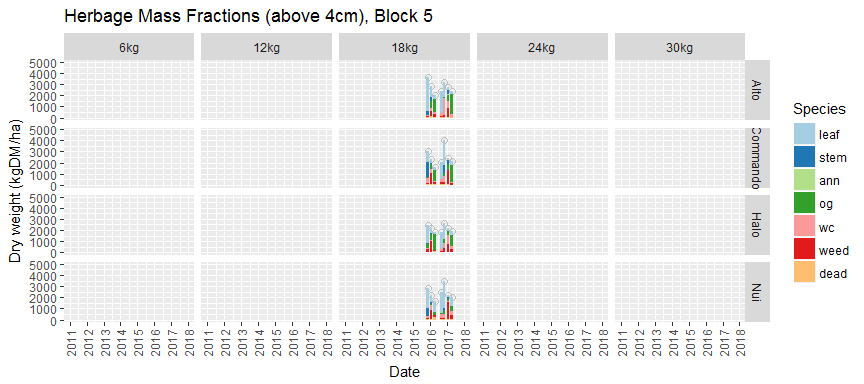 Herbage Mass Fractions (above 4cm), Block 5
6kg 12kg 18kg 24kg 30kg
Dry weight (kgDM/ha)
5000
4000
3000
2000
1000
0
Alto
5000
4000
3000
2000
1000
0
Commando
5000
4000
3000
2000
1000
0
Halo
5000
4000
3000
2000
1000
0
Nui
2011 2012 2013 2014 2015 2016 2017 2018 2011 2012 2013 2014 2015 2016 2017 2018 2011 2012 2013 2014 2015 2016 2017 2018 2011 2012 2013 2014 2015 2016 2017 2018 2011 2012 2013 2014 2015 2016 2017 2018
Date
Species
leaf
stem
ann
og
wc
weed
dead